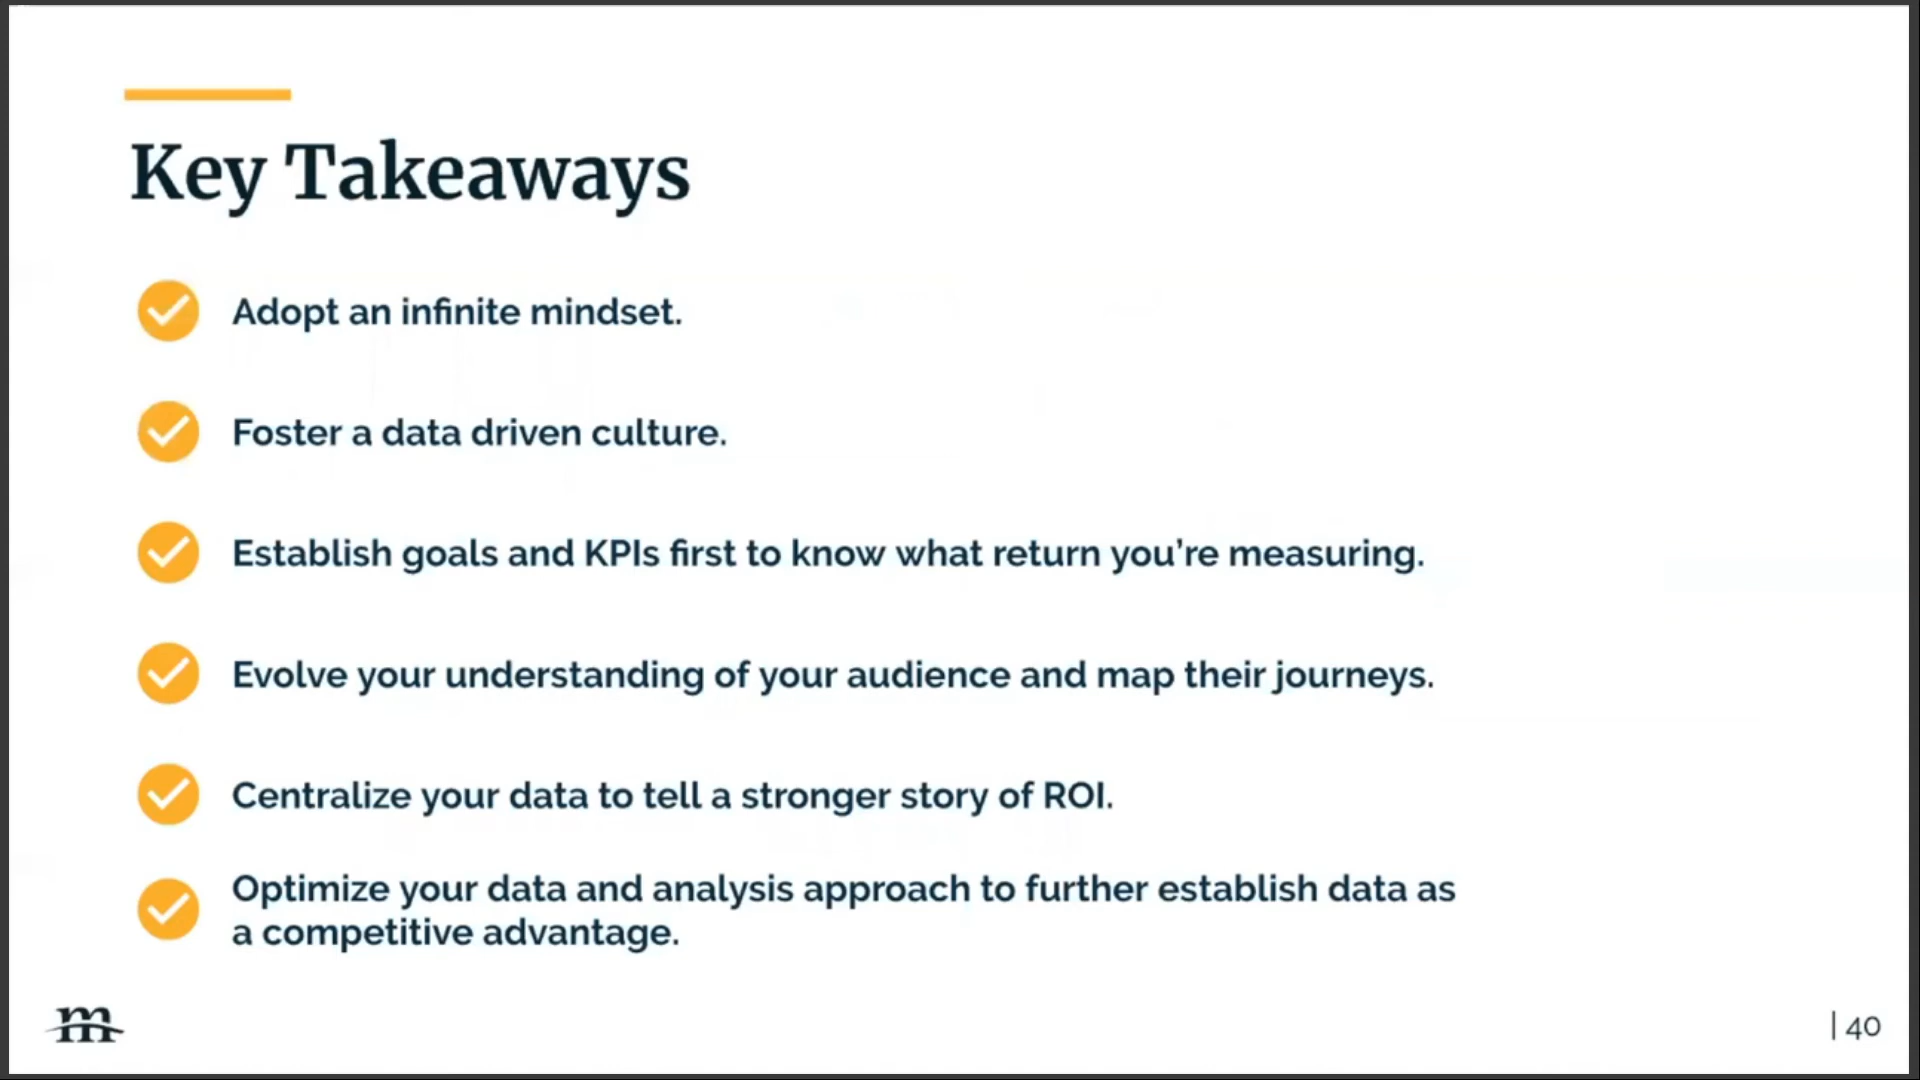 Key Takeaways
Adopt an infinite mindset.
Foster a data driven culture.
Establish goals and KPIs first to know what return you’re measuring.
Evolve your understanding of your audience and map their journeys.
Centralize your data to tell a stronger story of ROI.
Optimize your data and analysis approach to further establish data as
a competitive advantage.
m
| 40